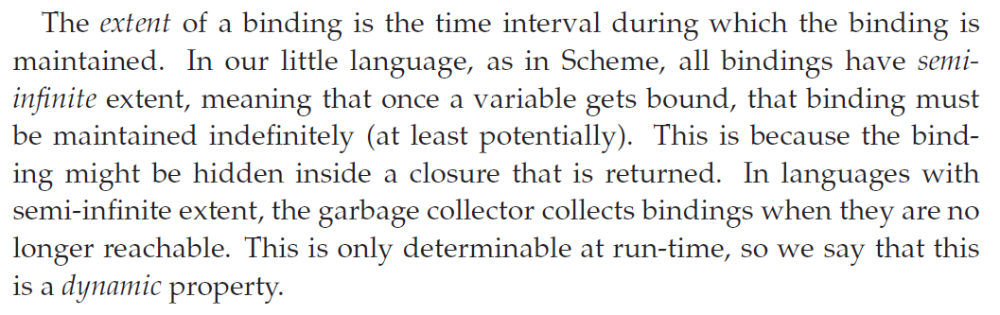 The extent of a binding is the time interval during which the binding is
maintained. In our little language, as in Scheme, all bindings have semi-
infinite extent, meaning that once a variable gets bound, that binding must
be maintained indefinitely (at least potentially). This is because the bind-
ing might be hidden inside a closure that is returned. In languages with
semi-infinite extent, the garbage collector collects bindings when they are no
longer reachable. This is only determinable at run-time, so we say that this
is a dynamic property.